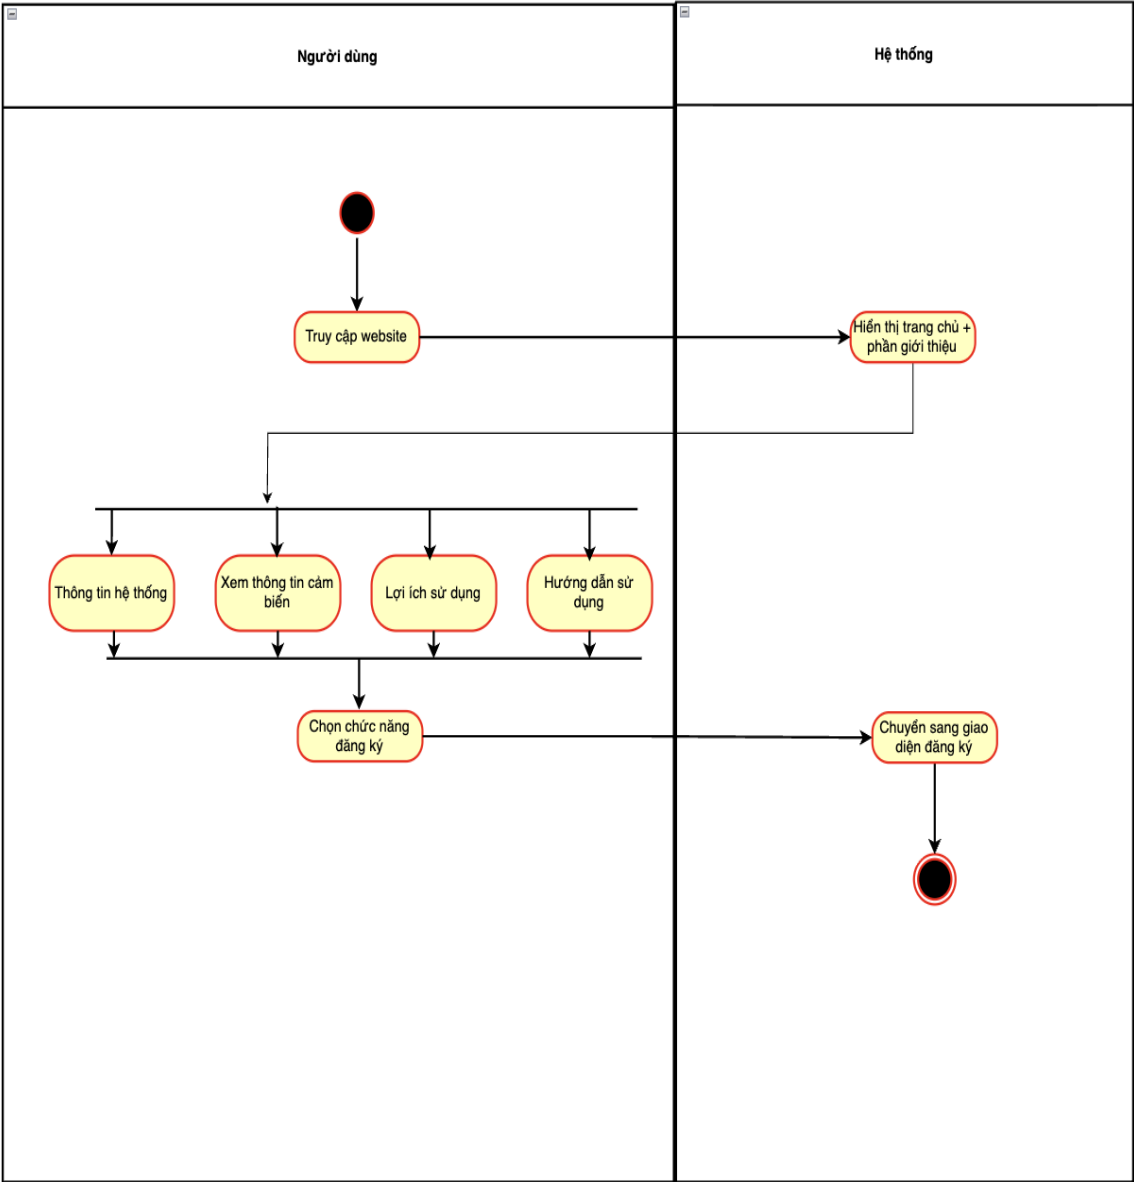 Người dùng
Hệ thống
Truy cập website
Hiển thị trang chủ +
phần giới thiệu
Thông tin hệ thống
Xem thông tin cảm
biến
Lợi ích sử dụng
Hướng dẫn sử
dụng
Chọn chức năng
đăng ký
Chuyển sang giao
diện đăng ký